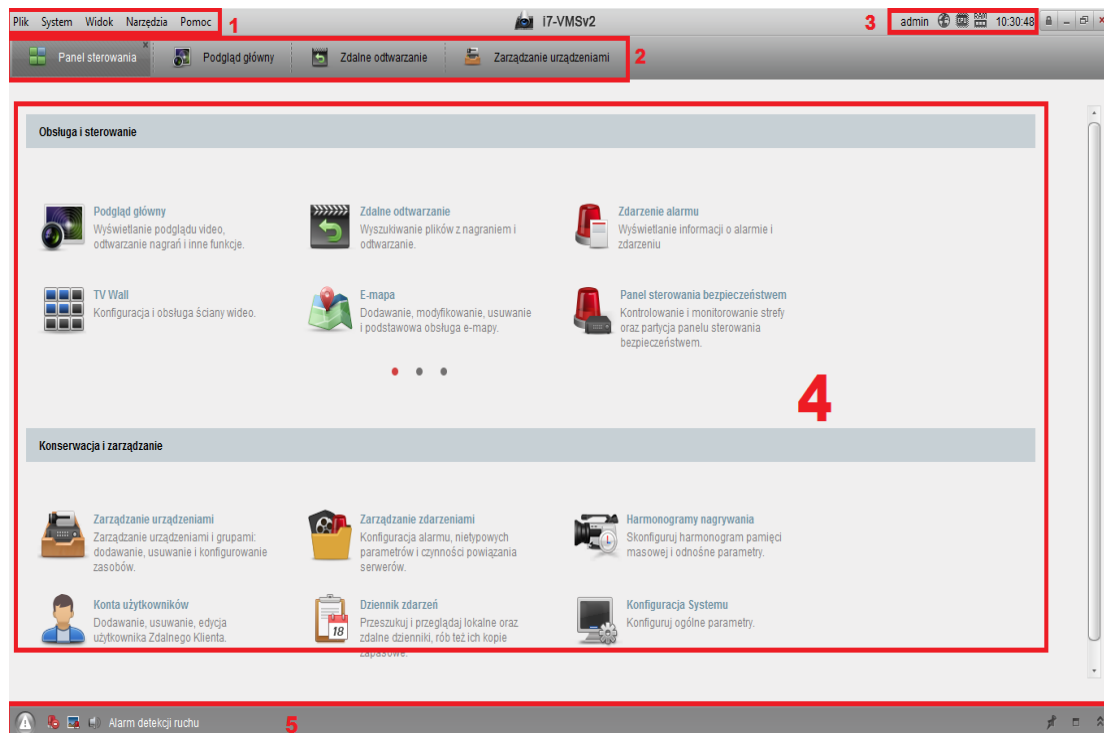 Plik System Widok Narzędzia Pomoc 1 i7-VMSv2 3 admin 10:30:48
Panel sterowania x Podgląd główny Zdalne odtwarzanie Zarządzanie urządzeniami 2
Obsługa i sterowanie
Podgląd główny
Wyświetlanie podglądu video,
odtwarzanie nagrań i inne funkcje.
Zdalne odtwarzanie
Wyszukiwanie plików z nagraniem i
odtwarzanie.
Zdarzenie alarmu
Wyświetlanie informacji o alarmie i
zdarzeniu
TV Wall
Konfiguracja i obsługa ściany wideo.
E-mapa
Dodawanie, modyfikowanie, usuwanie
i podstawowa obsługa e-mapy.
Panel sterowania bezpieczeństwem
Kontrolowanie i monitorowanie strefy
oraz partycja panelu sterowania
bezpieczeństwem.
4
Konserwacja i zarządzanie
Zarządzanie urządzeniami
Zarządzanie urządzeniami i grupami:
dodawanie, usuwanie i konfigurowanie
zasobów.
Zarządzanie zdarzeniami
Konfiguracja alarmu, nietypowych
parametrów i czynności powiązania
serwerów.
Harmonogramy nagrywania
Skonfiguruj harmonogram pamięci
masowej i odnośne parametry.
Konta użytkowników
Dodawanie, usuwanie, edycja
użytkownika Zdalnego Klienta.
18
Dziennik zdarzeń
Przeszukuj i przeglądaj lokalne oraz
zdalne dzienniki, rób też ich kopie
zapasowe.
Konfiguracja Systemu
Konfiguruj ogólne parametry.
Alarm detekcji ruchu 5